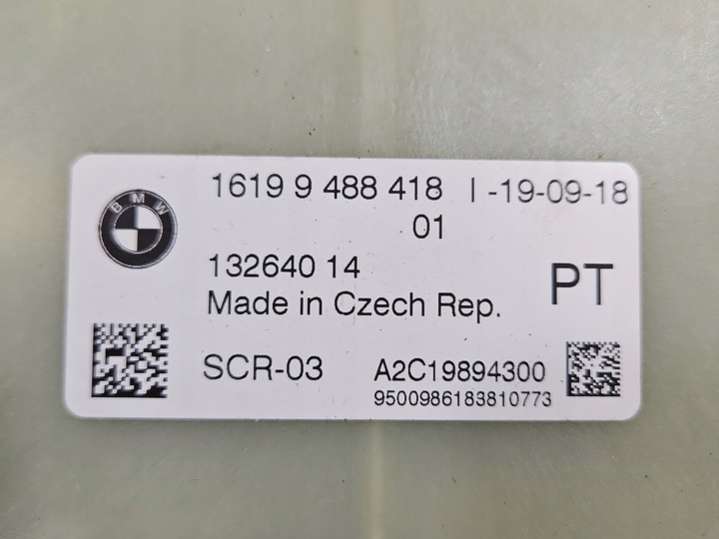 BMW
1619 9 488 418 I -19-09-18
01
132640 14
Made in Czech Rep.
PT
SCR-03 A2C19894300
9500986183810773